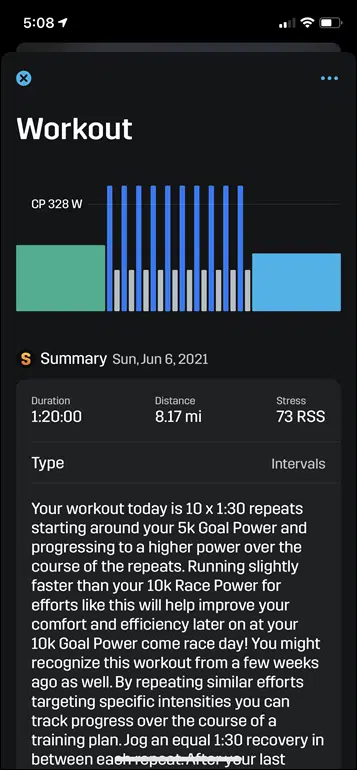 5:08
Workout
CP 328 W
S Summary Sun, Jun 6, 2021
Duration Distance Stress
1:20:00 8.17 mi 73 RSS
Type Intervals
Your workout today is 10 x 1:30 repeats
starting around your 5k Goal Power and
progressing to a higher power over the
course of the repeats. Running slightly
faster than your 10k Race Power for
efforts like this will help improve your
comfort and efficiency later on at your
10k Goal Power come race day! You might
recognize this workout from a few weeks
ago as well. By repeating similar efforts
targeting specific intensities you can
track progress over the course of a
training plan. Jog an equal 1:30 recovery in
between each repeat. After your last